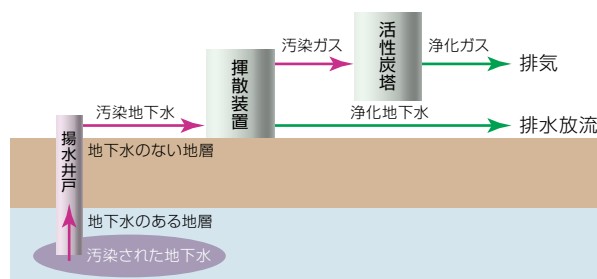 汚染ガス
活性炭塔
浄化ガス
排気
揮散装置
汚染地下水
浄化地下水
排水放流
揚水井戸
地下水のない地層
地下水のある地層
汚染された地下水